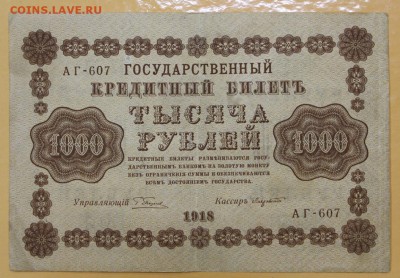 COINS.LAVE.RU
АГ-607
ГОСУДАРСТВЕННЫЙ
КРЕДИТНЫЙ БИЛЕТЪ
ТЫСЯЧА
РУБЛЕЙ
1000 1000
КРЕДИТНЫЕ БИЛЕТЫ РАЗМѢНИВАЮТСЯ ГОСУ-
ДАРСТВЕННЫМЪ БАНКОМЪ НА ЗОЛОТУЮ МОНЕТУ
БЕЗЪ ОГРАНИЧЕНІЯ СУММЫ И ОБЕЗПЕЧИВАЮТСЯ
ВСѢМЪ ДОСТОЯНІЕМЪ ГОСУДАРСТВА.
Управляющій Кассиръ
1918 АГ-607